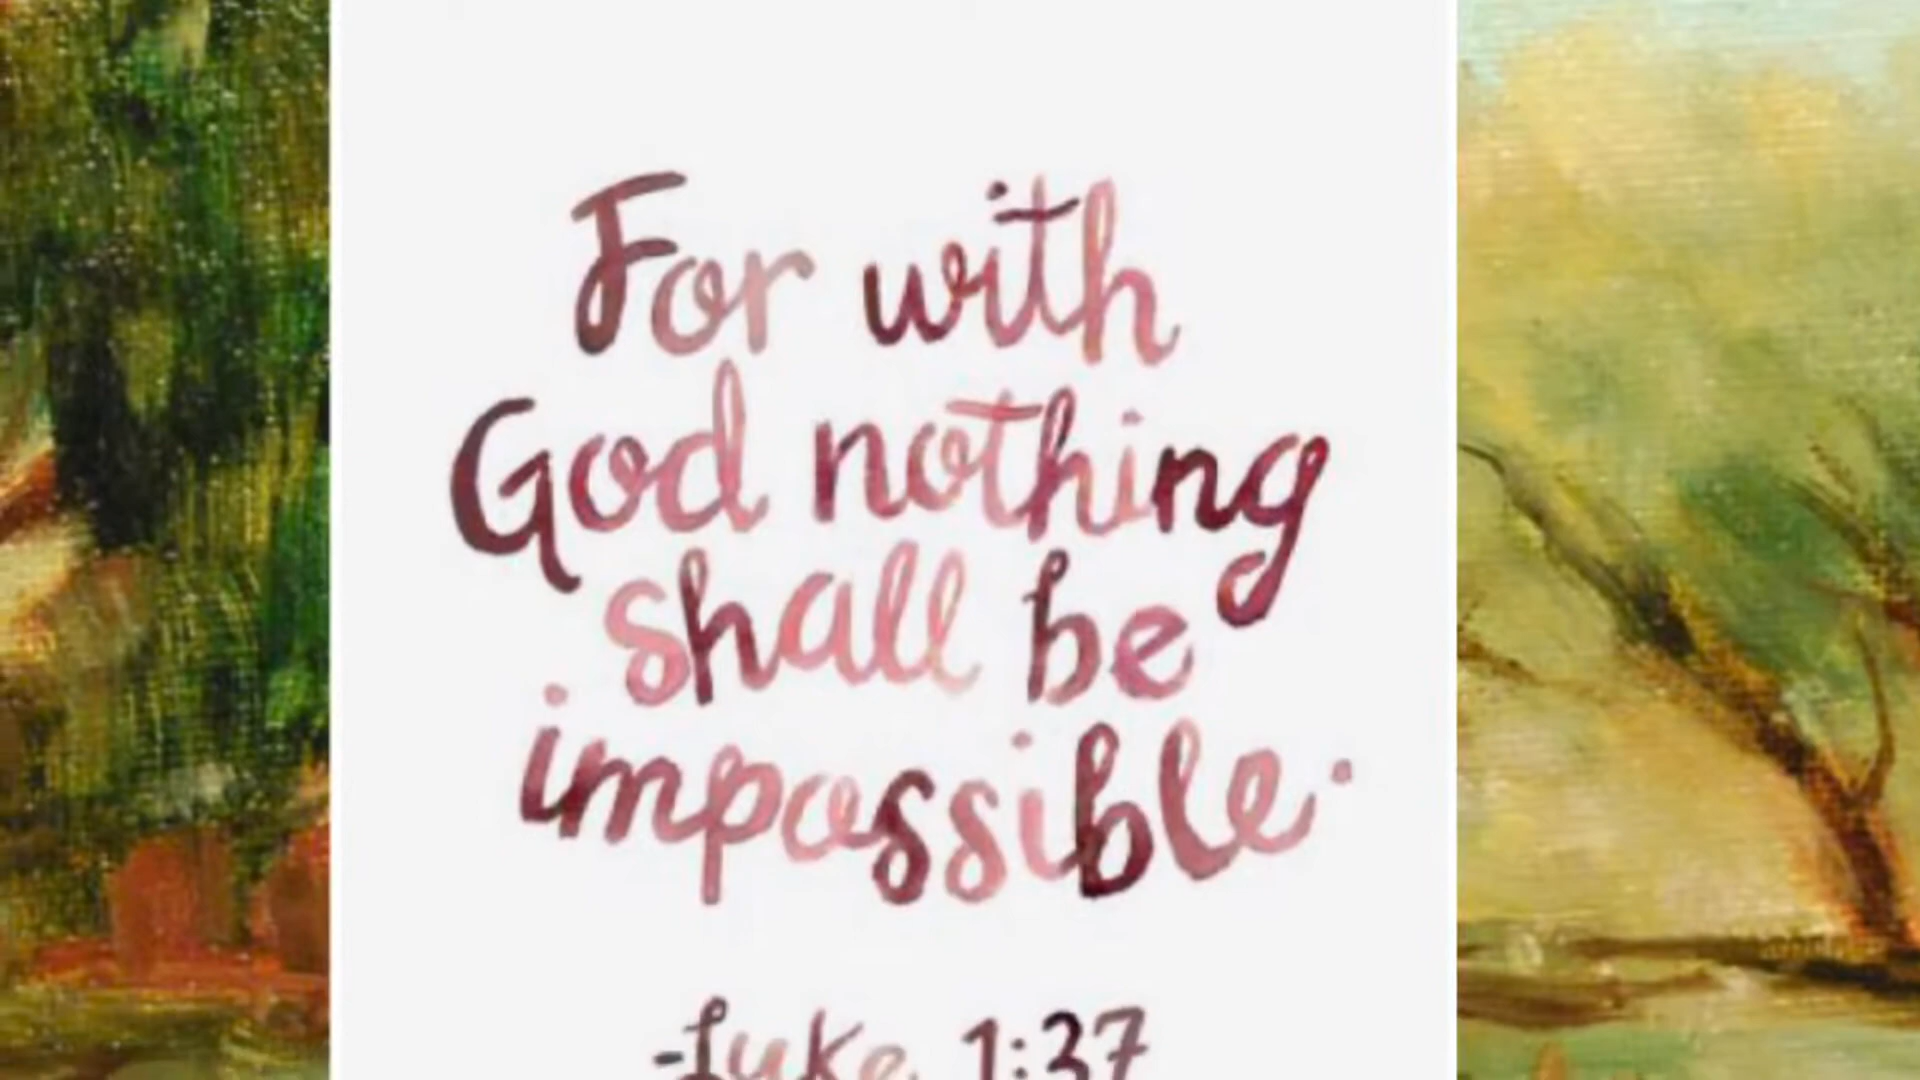 For with
God nothing
shall be
impossible.
-Luke 1:37